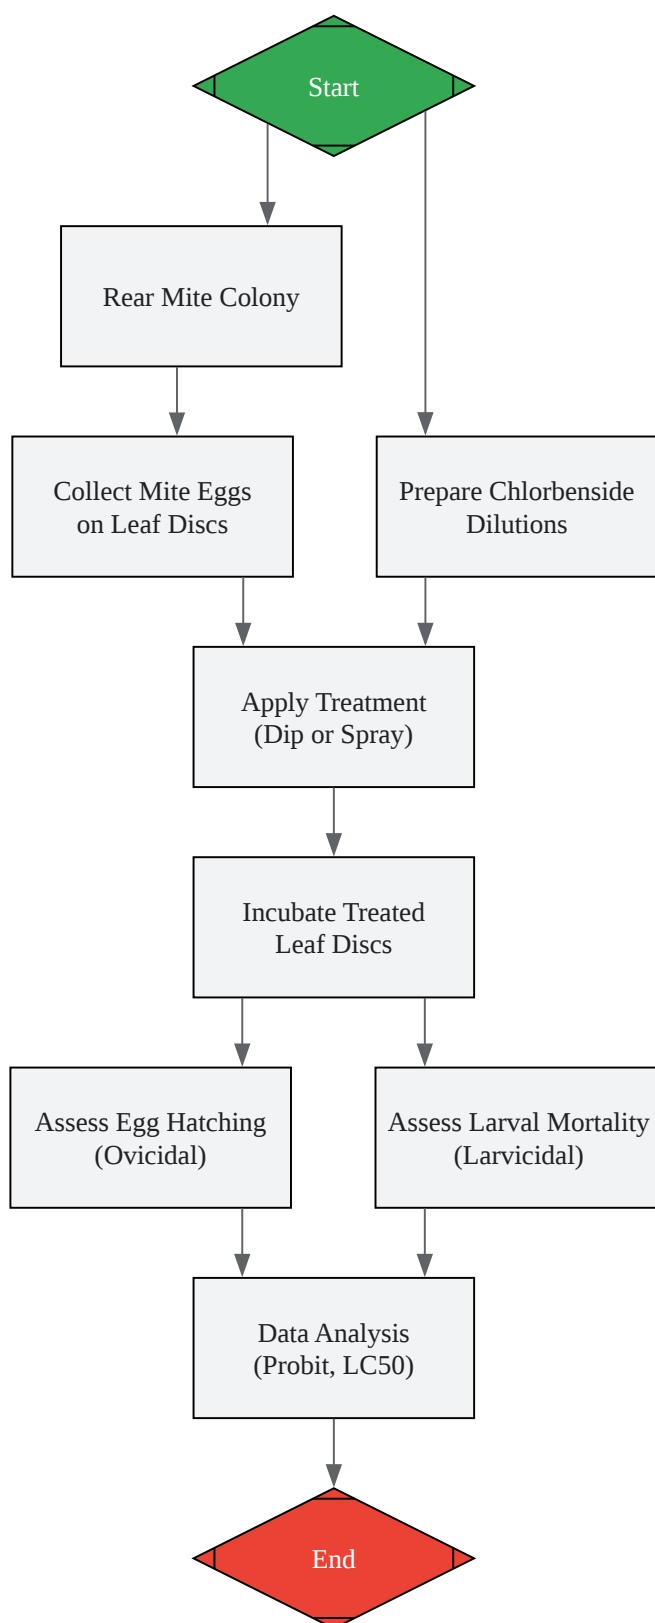 Start
Rear Mite Colony
Collect Mite Eggs
on Leaf Discs
Prepare Chlorbenside
Dilutions
Apply Treatment
(Dip or Spray)
Incubate Treated
Leaf Discs
Assess Egg Hatching
(Ovicidal)
Assess Larval Mortality
(Larvicidal)
Data Analysis
(Probit, LC50)
End